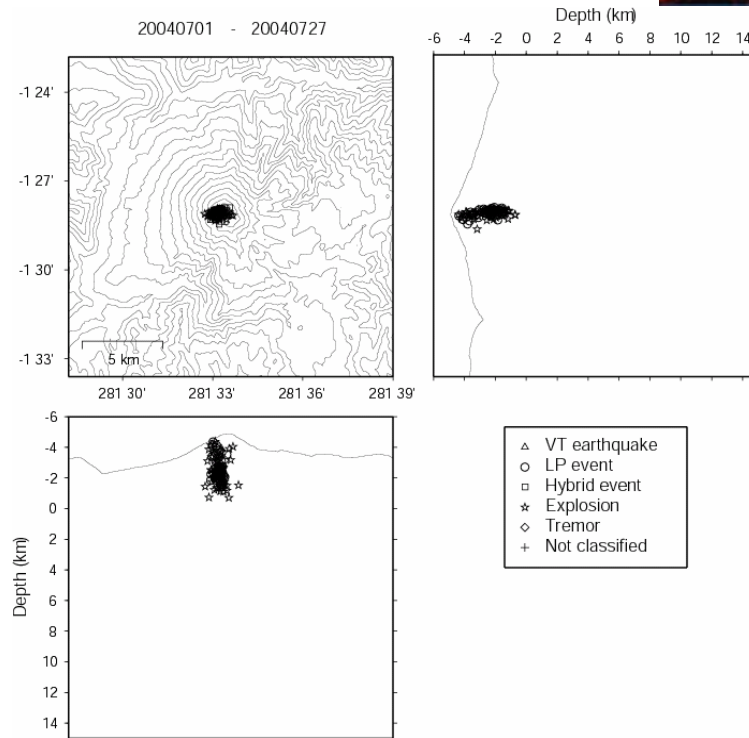 20040701 - 20040727
-1 24'
-1 27'
-1 30'
-1 33'
5 km
281 30'
281 33'
281 36'
281 39'
Depth (km)
-6 -4 -2 0 2 4 6 8 10 12 14
-6
-4
-2
0
2
4
6
8
10
12
14
Depth (km)
VT earthquake
LP event
Hybrid event
Explosion
Tremor
Not classified